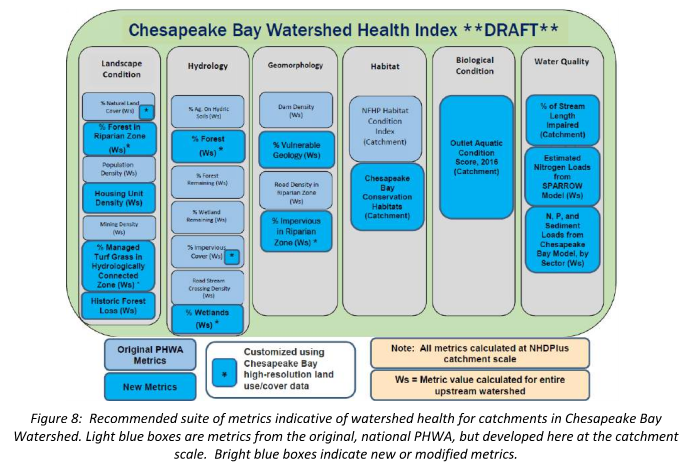 Chesapeake Bay Watershed Health Index **DRAFT**
Landscape
Condition
% Natural Land
Cover (Ws)
*
% Forest in
Riparian Zone
(Ws)*
Population
Density (Ws)
Housing Unit
Density (Ws)
Mining Density
(Ws)
% Managed
Turf Grass in
Hydrologically
Connected
Zone (Ws) *
Historic Forest
Loss (Ws)
Hydrology
% Ag. On Hydric
Soils (Ws)
% Forest
(Ws) *
% Forest
Remaining (Ws)
% Wetland
Remaining (Ws)
% Impervious
Cover (Ws)
*
Road Stream
Crossing Density
(Ws)
% Wetlands
(Ws) *
Geomorphology
Dam Density
(Ws)
% Vulnerable
Geology (Ws)
Road Density in
Riparian Zone
(Ws)
% Impervious
in Riparian
Zone (Ws) *
Habitat
NFHP Habitat
Condition
Index
(Catchment)
Chesapeake
Bay
Conservation
Habitats
(Catchment)
Biological
Condition
Outlet Aquatic
Condition
Score, 2016
(Catchment)
Water Quality
% of Stream
Length
impaired
(Catchment)
Estimated
Nitrogen Loads
from
SPARROW
Model (Ws)
N, P, and
Sediment
Loads from
Chesapeake
Bay Model, by
Sector (Ws)
Original PHWA
Metrics
New Metrics
*
Customized using
Chesapeake Bay
high-resolution land
use/cover data
Note: All metrics calculated at NHDPlus
catchment scale
Ws = Metric value calculated for entire
upstream watershed
Figure 8: Recommended suite of metrics indicative of watershed health for catchments in Chesapeake Bay
Watershed. Light blue boxes are metrics from the original, national PHWA, but developed here at the catchment
scale. Bright blue boxes indicate new or modified metrics.